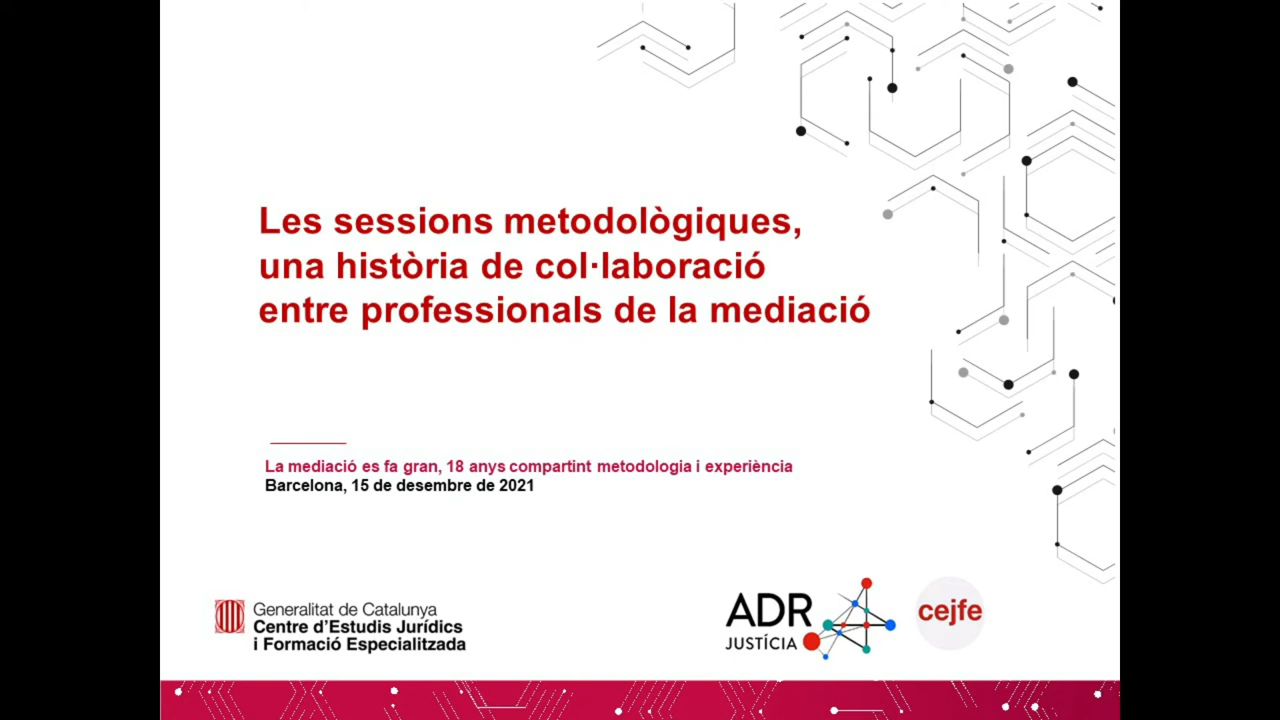 Les sessions metodològiques,
una història de col·laboració
entre professionals de la mediació
La mediació es fa gran, 18 anys compartint metodologia i experiència
Barcelona, 15 de desembre de 2021
Generalitat de Catalunya
Centre d'Estudis Jurídics
i Formació Especialitzada
ADR
JUSTÍCIA
cejfe